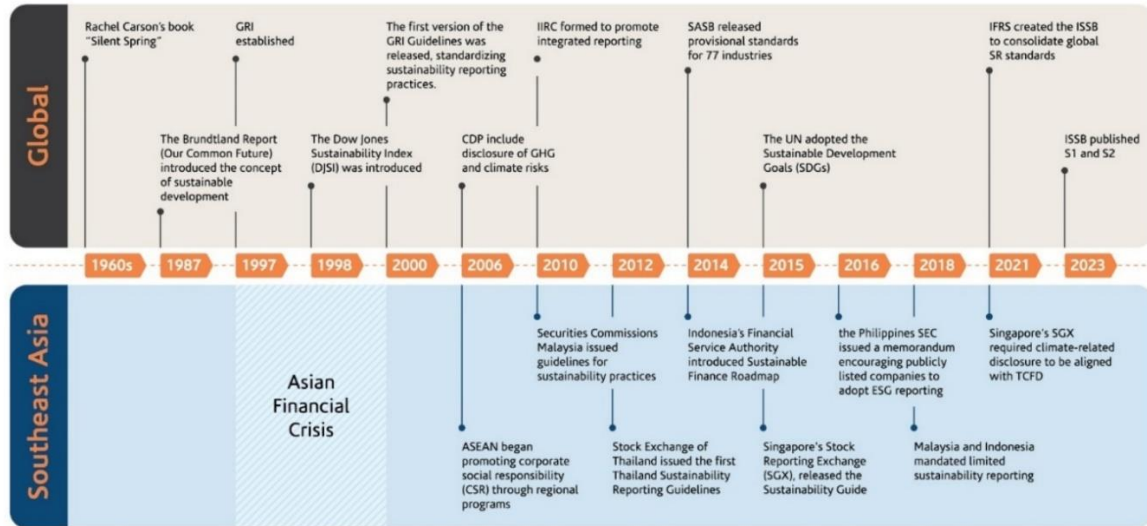 Global
Rachel Carson's book
"Silent Spring"
GRI
established
The first version of the
GRI Guidelines was
released, standardizing
sustainability reporting
practices.
IIRC formed to promote
integrated reporting
SASB released
provisional standards
for 77 industries
IFRS created the ISSB
to consolidate global
SR standards
The Brundtland Report
(Our Common Future)
introduced the concept
of sustainable
development
The Dow Jones
Sustainability Index
(DJSI) was introduced
CDP include
disclosure of GHG
and climate risks
The UN adopted the
Sustainable Development
Goals (SDGs)
ISSB published
S1 and S2
1960s
1987
1997
1998
2000
2006
2010
2012
2014
2015
2016
2018
2021
2023
Southeast Asia
Asian
Financial
Crisis
Securities Commissions
Malaysia issued
guidelines for
sustainability practices
Indonesia's Financial
Service Authority
introduced Sustainable
Finance Roadmap
the Philippines SEC
issued a memorandum
encouraging publicly
listed companies to
adopt ESG reporting
Singapore's SGX
required climate-related
disclosure to be aligned
with TCFD
ASEAN began
promoting corporate
social responsibility
(CSR) through regional
programs
Stock Exchange of
Thailand issued the first
Thailand Sustainability
Reporting Guidelines
Singapore's Stock
Reporting Exchange
(SGX), released the
Sustainability Guide
Malaysia and Indonesia
mandated limited
sustainability reporting